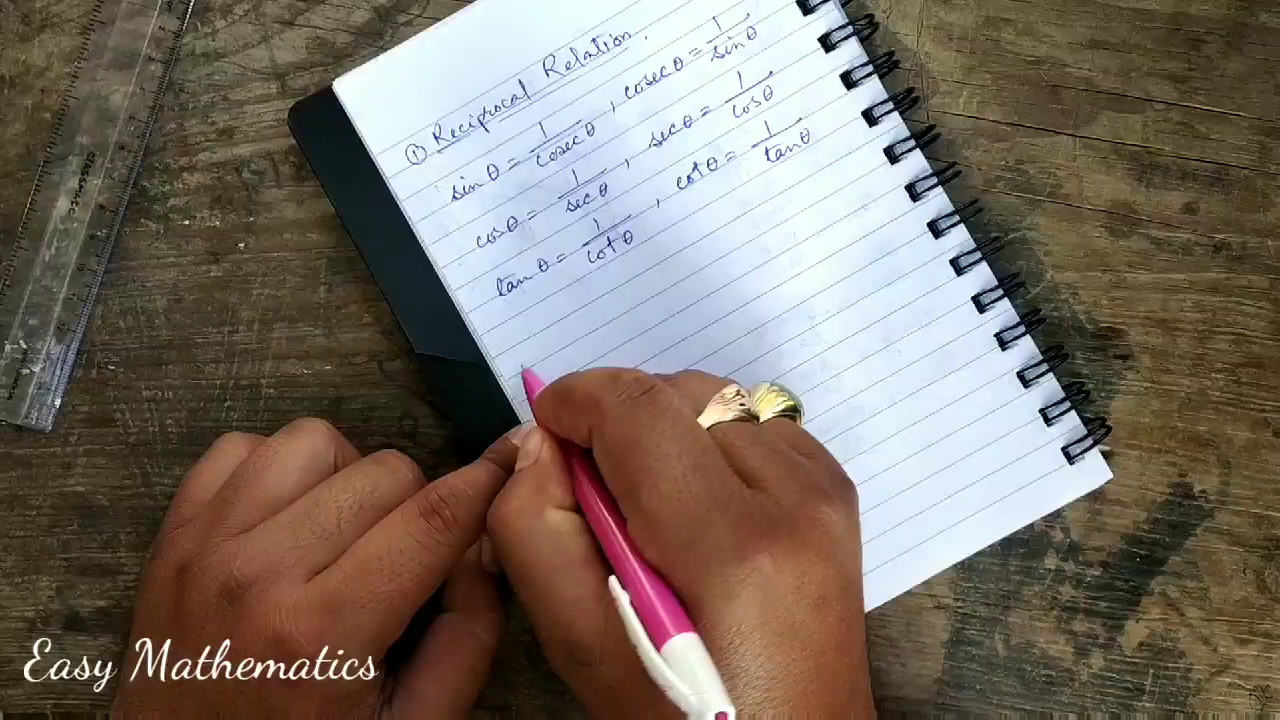 ① Reciprocal Relation.
sin θ = 1/cosec θ , cosec θ = 1/sin θ
cos θ = 1/sec θ , sec θ = 1/cos θ
tan θ = 1/cot θ , cot θ = 1/tan θ
Easy Mathematics